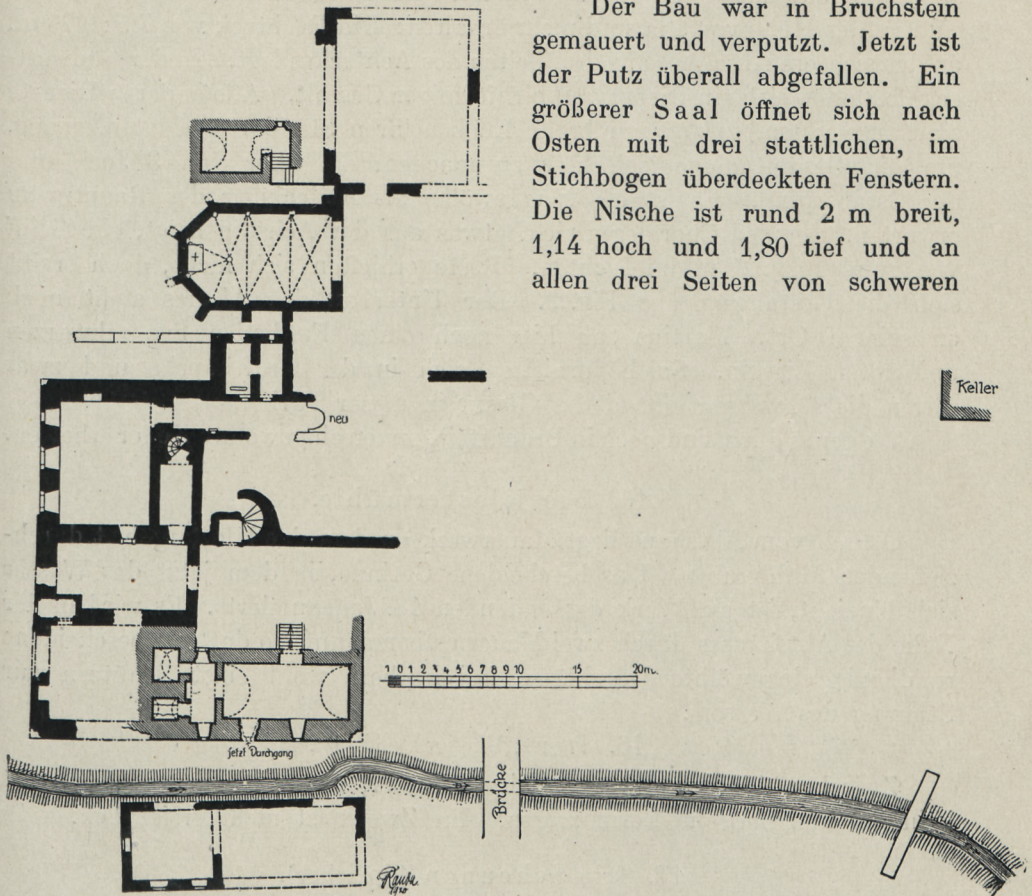 Der Bau war in Bruchstein
gemauert und verputzt. Jetzt ist
der Putz überall abgefallen. Ein
größerer Saal öffnet sich nach
Osten mit drei stattlichen, im
Stichbogen überdeckten Fenstern.
Die Nische ist rund 2 m breit,
1,14 hoch und 1,80 tief und an
allen drei Seiten von schweren
Keller
neu
1 0 1 2 3 4 5 6 7 8 9 10 15 20m.
jetzt Durchgang
Brücke
Rauda
1920